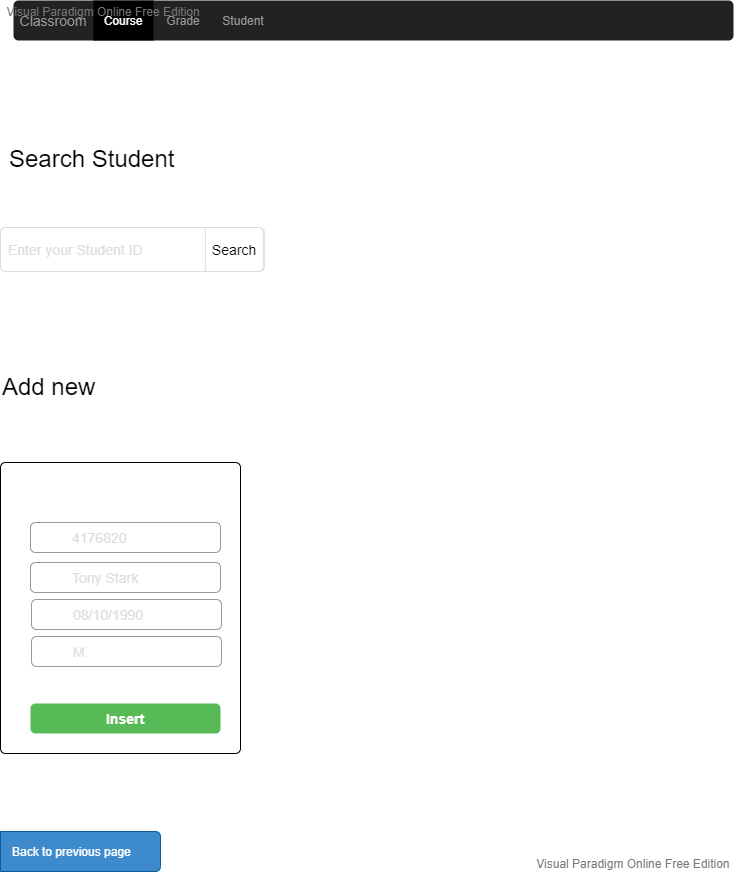 Visual Paradigm Online Free Edition
Classroom Course Grade Student
Search Student
Enter your Student ID Search
Add new
4176820
Tony Stark
08/10/1990
M
Insert
Back to previous page
Visual Paradigm Online Free Edition